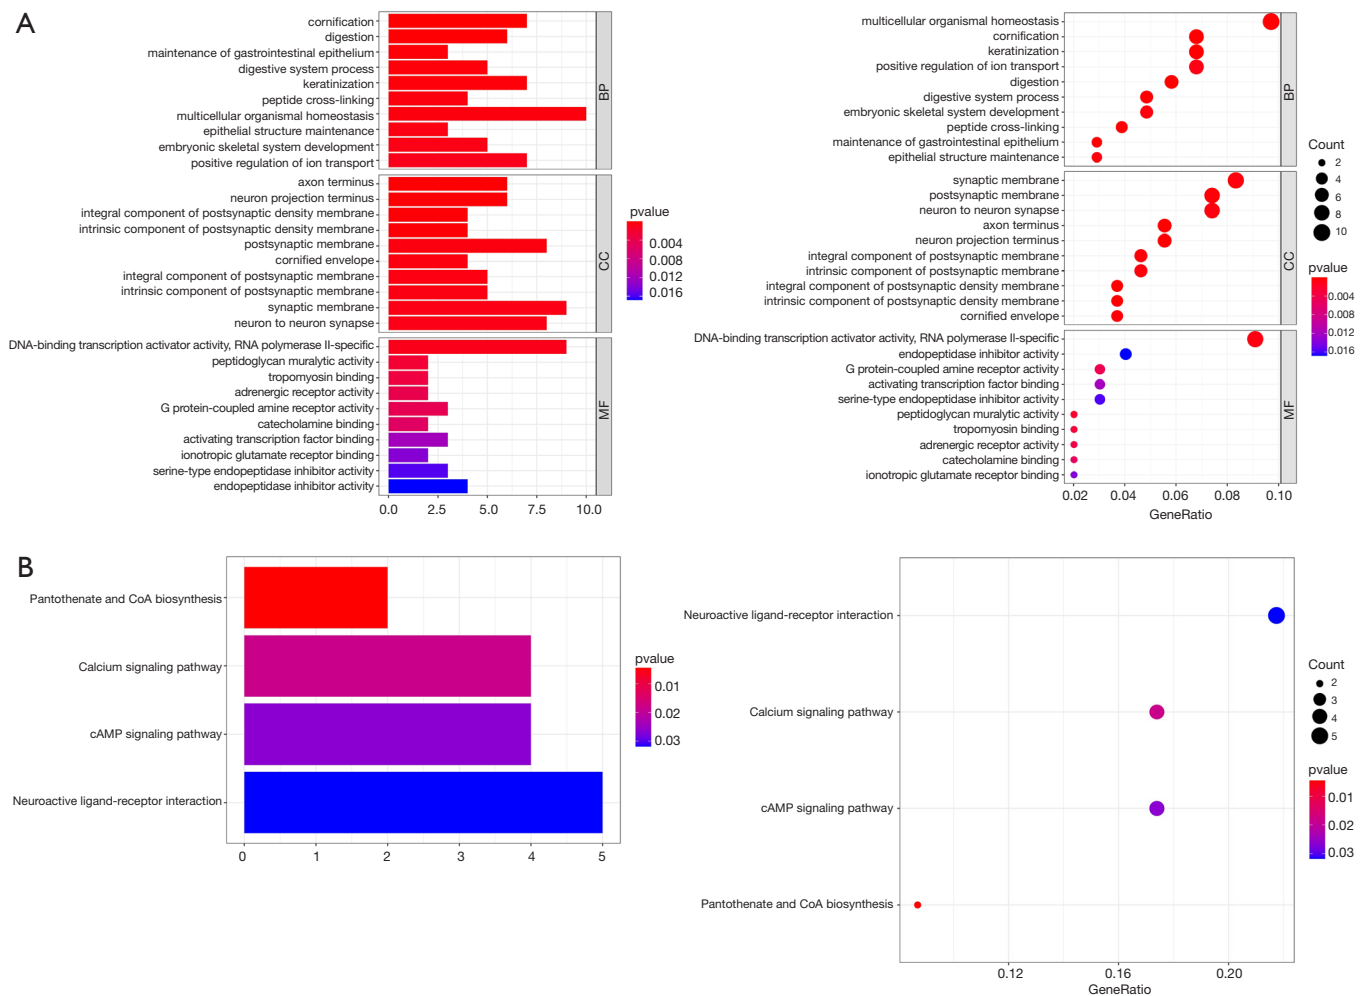 A
cornification
digestion
maintenance of gastrointestinal epithelium
digestive system process
keratinization
peptide cross-linking
multicellular organismal homeostasis
epithelial structure maintenance
embryonic skeletal system development
positive regulation of ion transport
BP
axon terminus
neuron projection terminus
integral component of postsynaptic density membrane
intrinsic component of postsynaptic density membrane
postsynaptic membrane
cornified envelope
integral component of postsynaptic membrane
intrinsic component of postsynaptic membrane
synaptic membrane
neuron to neuron synapse
CC
DNA-binding transcription activator activity, RNA polymerase II-specific
peptidoglycan muralytic activity
tropomyosin binding
adrenergic receptor activity
G protein-coupled amine receptor activity
catecholamine binding
activating transcription factor binding
ionotropic glutamate receptor binding
serine-type endopeptidase inhibitor activity
endopeptidase inhibitor activity
MF
0.0 2.5 5.0 7.5 10.0
pvalue
0.004
0.008
0.012
0.016
multicellular organismal homeostasis
cornification
keratinization
positive regulation of ion transport
digestion
digestive system process
embryonic skeletal system development
peptide cross-linking
maintenance of gastrointestinal epithelium
epithelial structure maintenance
BP
synaptic membrane
postsynaptic membrane
neuron to neuron synapse
axon terminus
neuron projection terminus
integral component of postsynaptic membrane
intrinsic component of postsynaptic membrane
integral component of postsynaptic density membrane
intrinsic component of postsynaptic density membrane
cornified envelope
CC
DNA-binding transcription activator activity, RNA polymerase II-specific
endopeptidase inhibitor activity
G protein-coupled amine receptor activity
activating transcription factor binding
serine-type endopeptidase inhibitor activity
peptidoglycan muralytic activity
tropomyosin binding
adrenergic receptor activity
catecholamine binding
ionotropic glutamate receptor binding
MF
0.02 0.04 0.06 0.08 0.10
GeneRatio
Count
2
4
6
8
10
pvalue
0.004
0.008
0.012
0.016
B
Pantothenate and CoA biosynthesis
Calcium signaling pathway
cAMP signaling pathway
Neuroactive ligand-receptor interaction
0 1 2 3 4 5
pvalue
0.01
0.02
0.03
Neuroactive ligand-receptor interaction
Calcium signaling pathway
cAMP signaling pathway
Pantothenate and CoA biosynthesis
0.12 0.16 0.20
GeneRatio
Count
2
3
4
5
pvalue
0.01
0.02
0.03